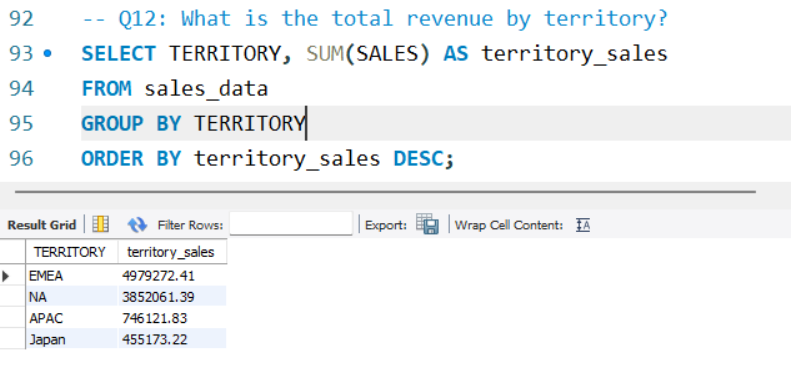 92 -- Q12: What is the total revenue by territory?
93 SELECT TERRITORY, SUM(SALES) AS territory_sales
94 FROM sales_data
95 GROUP BY TERRITORY
96 ORDER BY territory_sales DESC;
Result Grid Filter Rows: Export: Wrap Cell Content: IA
TERRITORY territory_sales
EMEA 4979272.41
NA 3852061.39
APAC 746121.83
Japan 455173.22